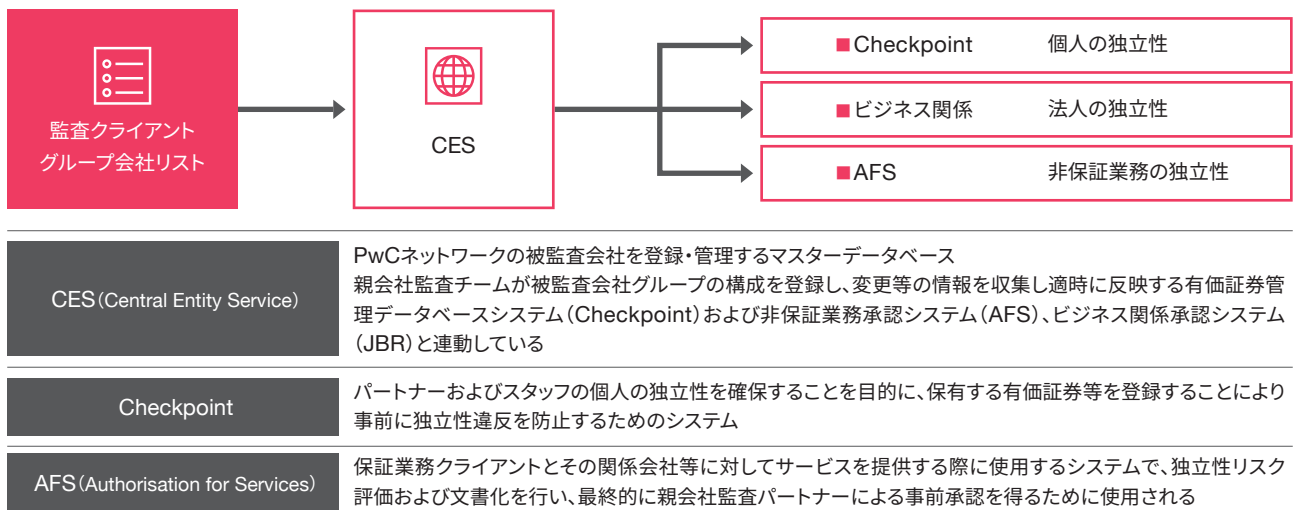 監査クライアント
グループ会社リスト
CES
■Checkpoint 個人の独立性
■ビジネス関係 法人の独立性
■AFS 非保証業務の独立性
CES(Central Entity Service)
PwCネットワークの被監査会社を登録・管理するマスターデータベース
親会社監査チームが被監査会社グループの構成を登録し、変更等の情報を収集し適時に反映する有価証券管
理データベースシステム(Checkpoint)および非保証業務承認システム(AFS)、ビジネス関係承認システム
(JBR)と連動している
Checkpoint
パートナーおよびスタッフの個人の独立性を確保することを目的に、保有する有価証券等を登録することにより
事前に独立性違反を防止するためのシステム
AFS(Authorisation for Services)
保証業務クライアントとその関係会社等に対してサービスを提供する際に使用するシステムで、独立性リスク
評価および文書化を行い、最終的に親会社監査パートナーによる事前承認を得るために使用される